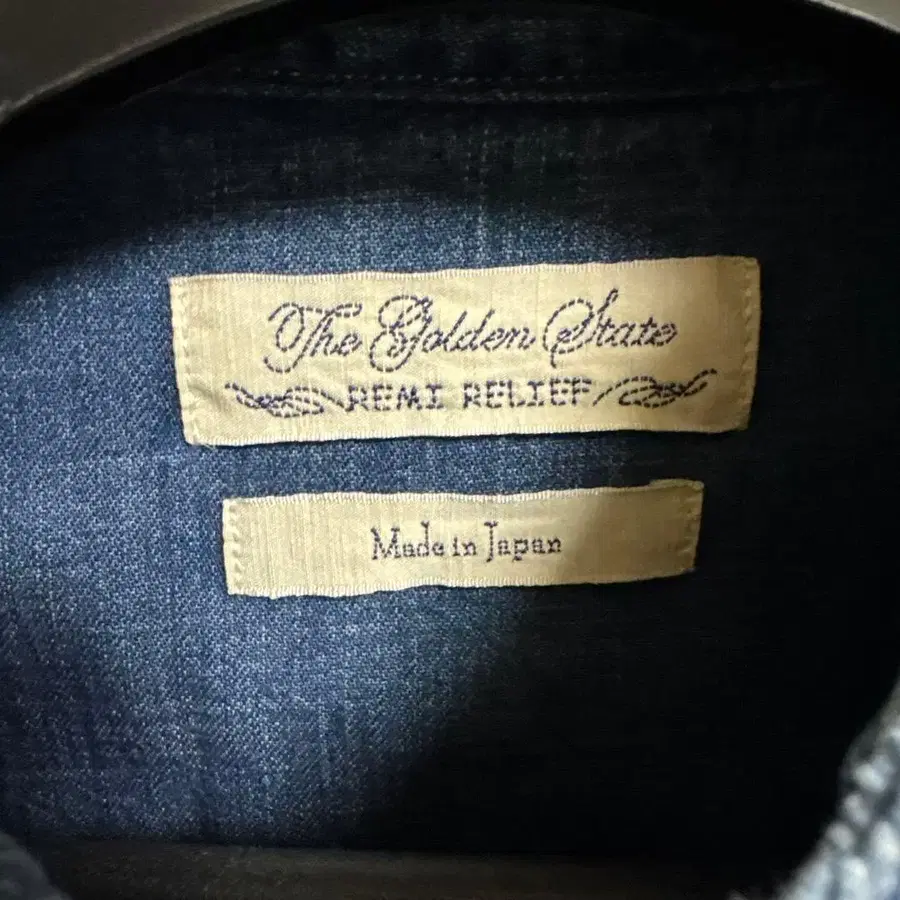 The Golden State
REMI RELIEF
Made in Japan